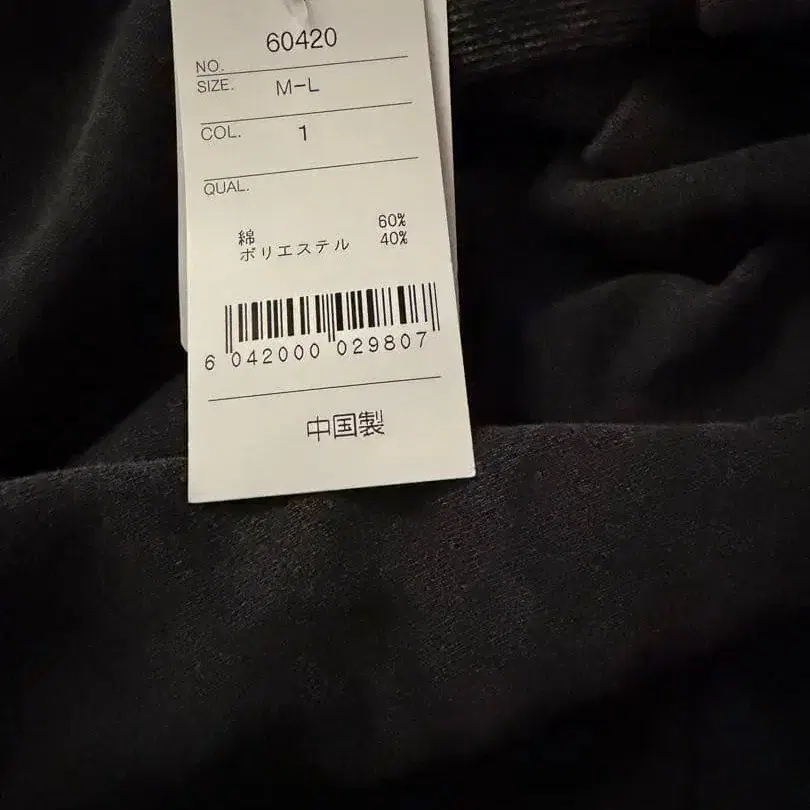 NO. 60420
SIZE. M-L
COL. 1
QUAL.
綿 60%
ポリエステル 40%
6 042000 029807
中国製